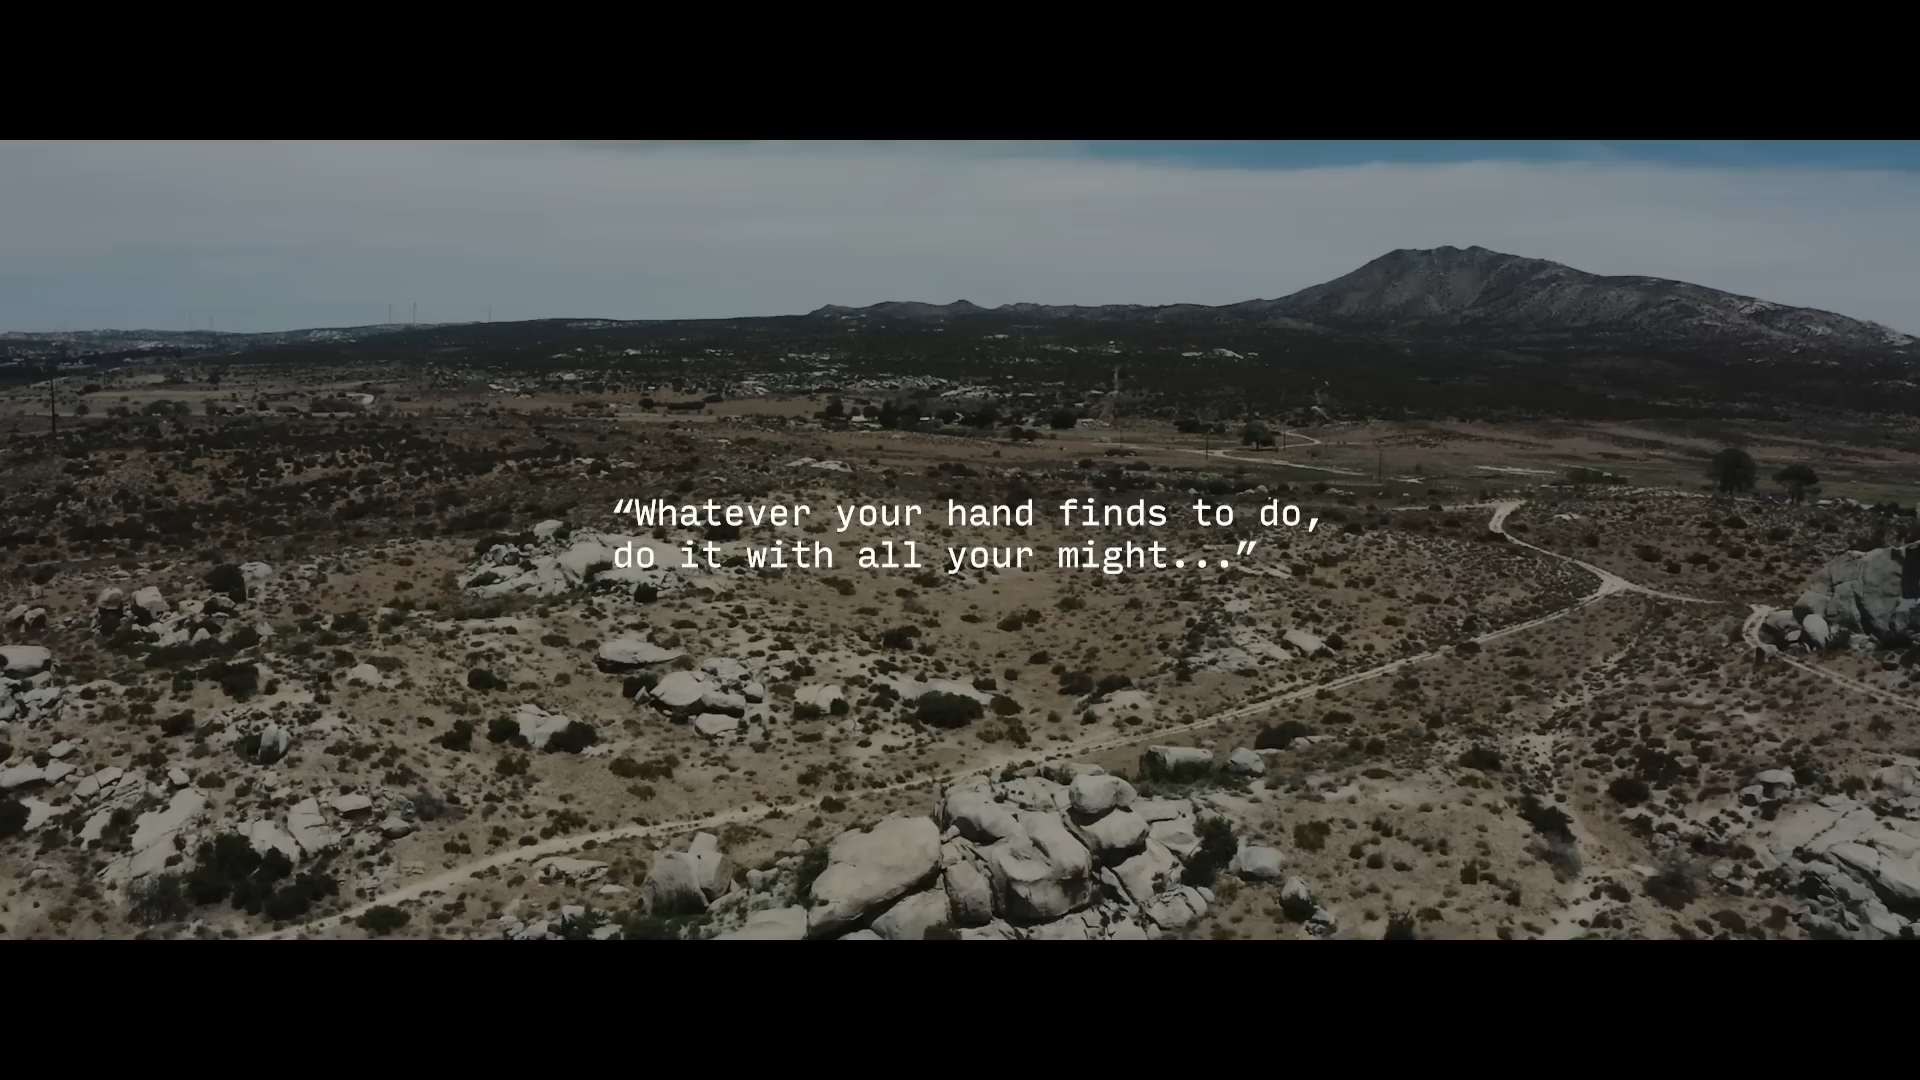 “Whatever your hand finds to do,
do it with all your might...”